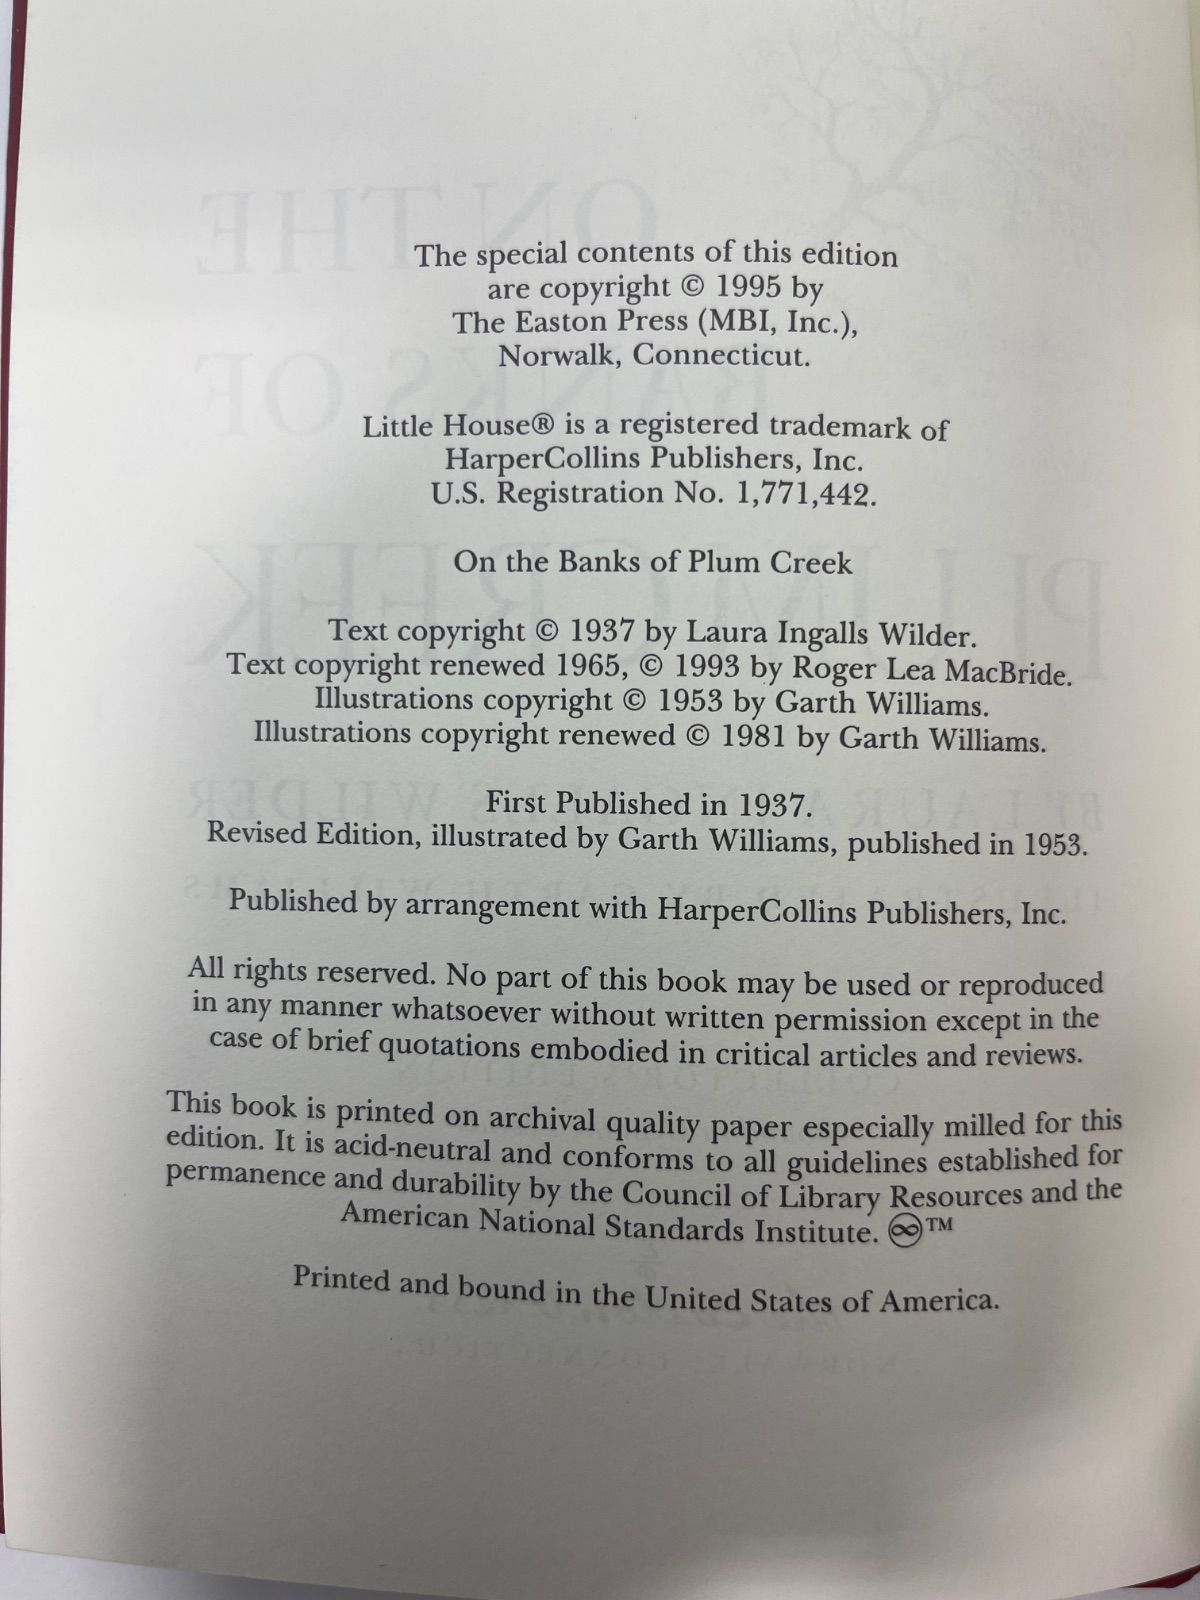 The special contents of this edition
are copyright © 1995 by
The Easton Press (MBI, Inc.),
Norwalk, Connecticut.
Little House® is a registered trademark of
HarperCollins Publishers, Inc.
U.S. Registration No. 1,771,442.
On the Banks of Plum Creek
Text copyright © 1937 by Laura Ingalls Wilder.
Text copyright renewed 1965, © 1993 by Roger Lea MacBride.
Illustrations copyright © 1953 by Garth Williams.
Illustrations copyright renewed © 1981 by Garth Williams.
First Published in 1937.
Revised Edition, illustrated by Garth Williams, published in 1953.
Published by arrangement with HarperCollins Publishers, Inc.
All rights reserved. No part of this book may be used or reproduced
in any manner whatsoever without written permission except in the
case of brief quotations embodied in critical articles and reviews.
This book is printed on archival quality paper especially milled for this
edition. It is acid-neutral and conforms to all guidelines established for
permanence and durability by the Council of Library Resources and the
American National Standards Institute. ♾™
Printed and bound in the United States of America.